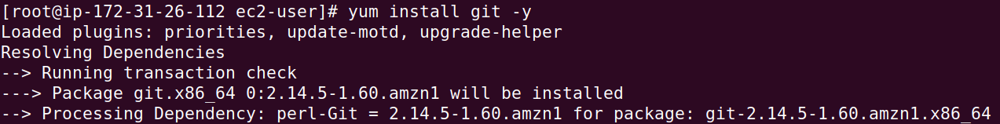 [root@ip-172-31-26-112 ec2-user]# yum install git -y
Loaded plugins: priorities, update-motd, upgrade-helper
Resolving Dependencies
--> Running transaction check
---> Package git.x86_64 0:2.14.5-1.60.amzn1 will be installed
--> Processing Dependency: perl-Git = 2.14.5-1.60.amzn1 for package: git-2.14.5-1.60.amzn1.x86_64